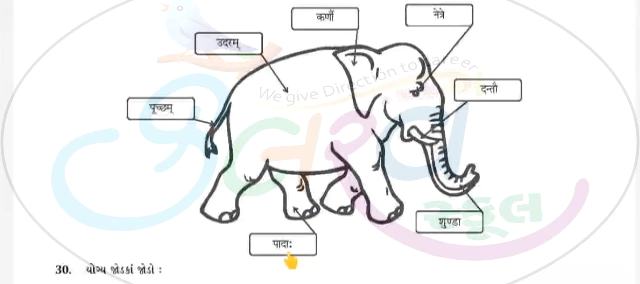 कर्णौ
नेत्रे
उदरम्
दन्तौ
पूच्छम्
We give Direction to career
शुण्डा
સ્કૂલ
पादाः
30. યોગ્ય જોડકાં જોડો :